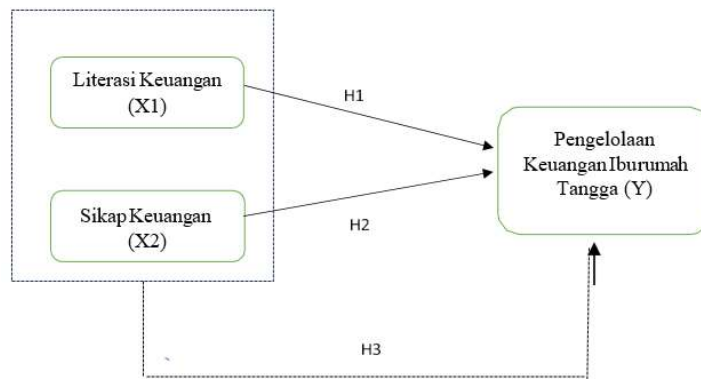 Literasi Keuangan
(X1)
H1
Pengelolaan
Keuangan Iburumah
Tangga (Y)
Sikap Keuangan
(X2)
H2
H3